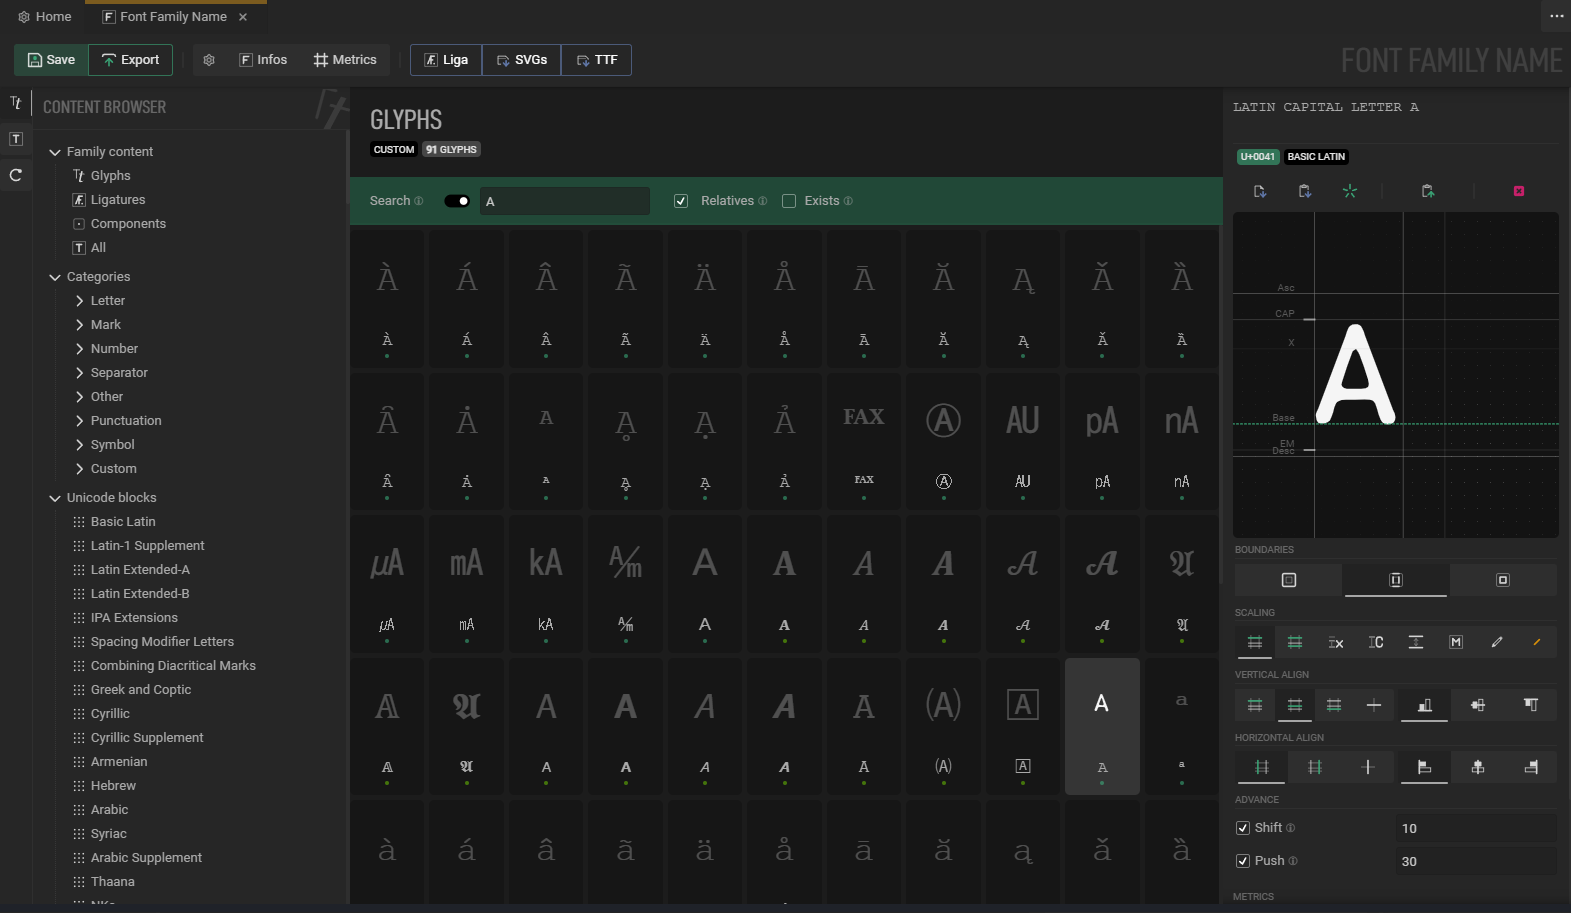 Home
Font Family Name
Save
Export
Infos
Metrics
Liga
SVGs
TTF
FONT FAMILY NAME
CONTENT BROWSER
Family content
Glyphs
Ligatures
Components
All
Categories
Letter
Mark
Number
Separator
Other
Punctuation
Symbol
Custom
Unicode blocks
Basic Latin
Latin-1 Supplement
Latin Extended-A
Latin Extended-B
IPA Extensions
Spacing Modifier Letters
Combining Diacritical Marks
Greek and Coptic
Cyrillic
Cyrillic Supplement
Armenian
Hebrew
Arabic
Syriac
Arabic Supplement
Thaana
GLYPHS
CUSTOM 91 GLYPHS
Search A Relatives Exists
À Á Â Ã Ä Å Ā Ă Ą Ǎ Ȁ
À Á Â Ã Ä Å Ā Ă Ą Ǎ Ȁ
Ȃ Ȧ ᴬ Ḁ Ạ Ả FAX Ⓐ AU pA nA
Ȃ Ȧ ᴬ Ḁ Ạ Ả FAX Ⓐ AU pA nA
µA mA kA A/m A A A A A A 𝔄
µA mA kA A/m A A A A A A 𝔄
𝔸 𝕬 A A A A A (A) A A a
𝔸 𝕬 A A A A A (A) A A a
à á â ã ä å ā ă ą ǎ ȁ
LATIN CAPITAL LETTER A
U+0041 BASIC LATIN
Asc
CAP
X
A
Base
EM
Desc
BOUNDARIES
SCALING
VERTICAL ALIGN
HORIZONTAL ALIGN
ADVANCE
Shift 10
Push 30
METRICS